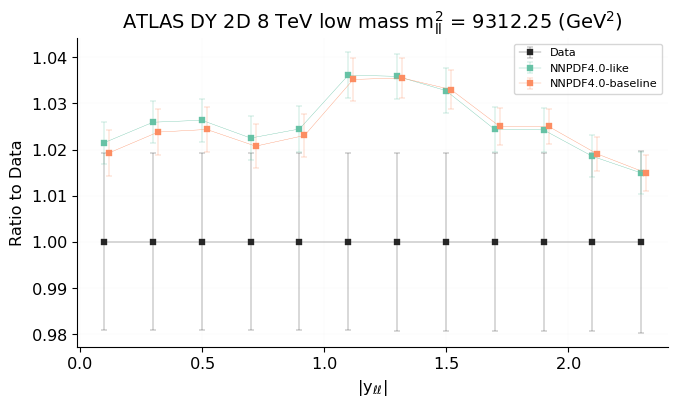 ATLAS DY 2D 8 TeV low mass m²ₗₗ = 9312.25 (GeV²)
Data
NNPDF4.0-like
NNPDF4.0-baseline
1.04
1.03
1.02
1.01
1.00
0.99
0.98
Ratio to Data
0.0 0.5 1.0 1.5 2.0
|yℓℓ|